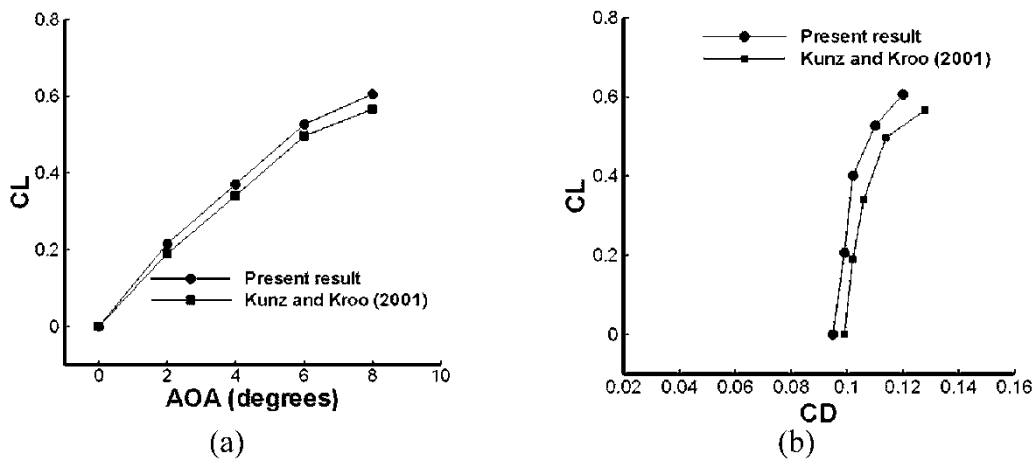 0.8
0.6
0.4
0.2
0
CL
Present result
Kunz and Kroo (2001)
0 2 4 6 8 10
AOA (degrees)
(a)
0.8
0.6
0.4
0.2
0
CL
Present result
Kunz and Kroo (2001)
0.02 0.04 0.06 0.08 0.1 0.12 0.14 0.16
CD
(b)